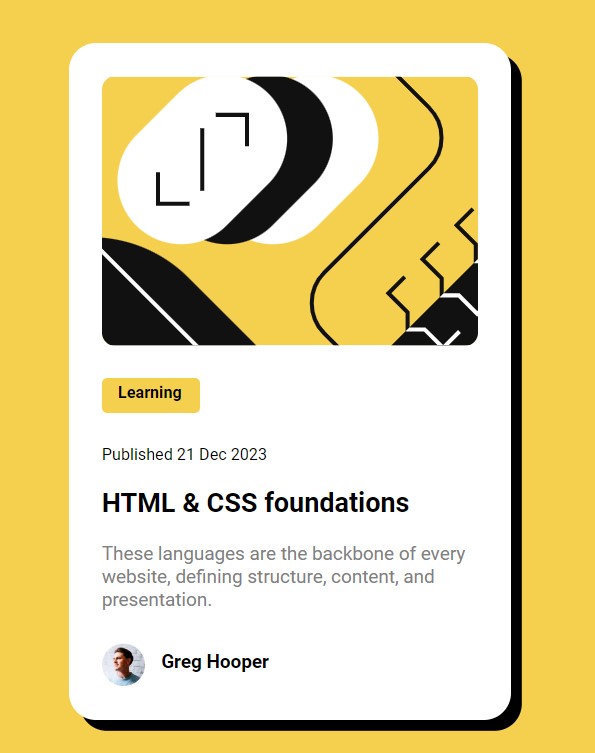 Learning
Published 21 Dec 2023
HTML & CSS foundations
These languages are the backbone of every
website, defining structure, content, and
presentation.
Greg Hooper